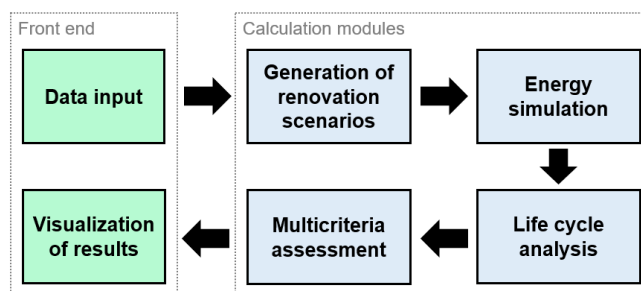 Front end
Calculation modules
Data input
Generation of
renovation
scenarios
Energy
simulation
Visualization
of results
Multicriteria
assessment
Life cycle
analysis